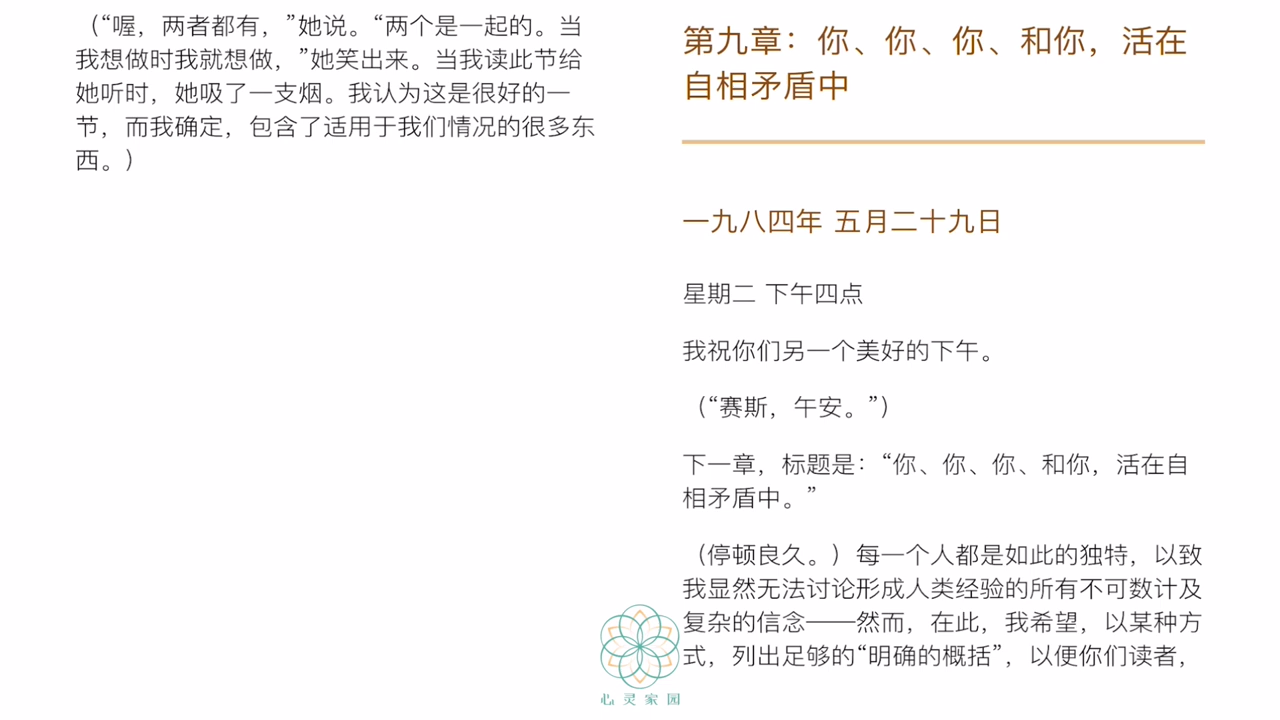 （“喔，两者都有，”她说。“两个是一起的。当
我想做时我就想做，”她笑出来。当我读此节给
她听时，她吸了一支烟。我认为这是很好的一
节，而我确定，包含了适用于我们情况的很多东
西。）
第九章：你、你、你、和你，活在
自相矛盾中
一九八四年 五月二十九日
星期二 下午四点
我祝你们另一个美好的下午。
（“赛斯，午安。”）
下一章，标题是：“你、你、你、和你，活在自
相矛盾中。”
（停顿良久。）每一个人都是如此的独特，以致
我显然无法讨论形成人类经验的所有不可数计及
复杂的信念——然而，在此，我希望，以某种方
式，列出足够的“明确的概括”，以便你们读者，
心灵家园